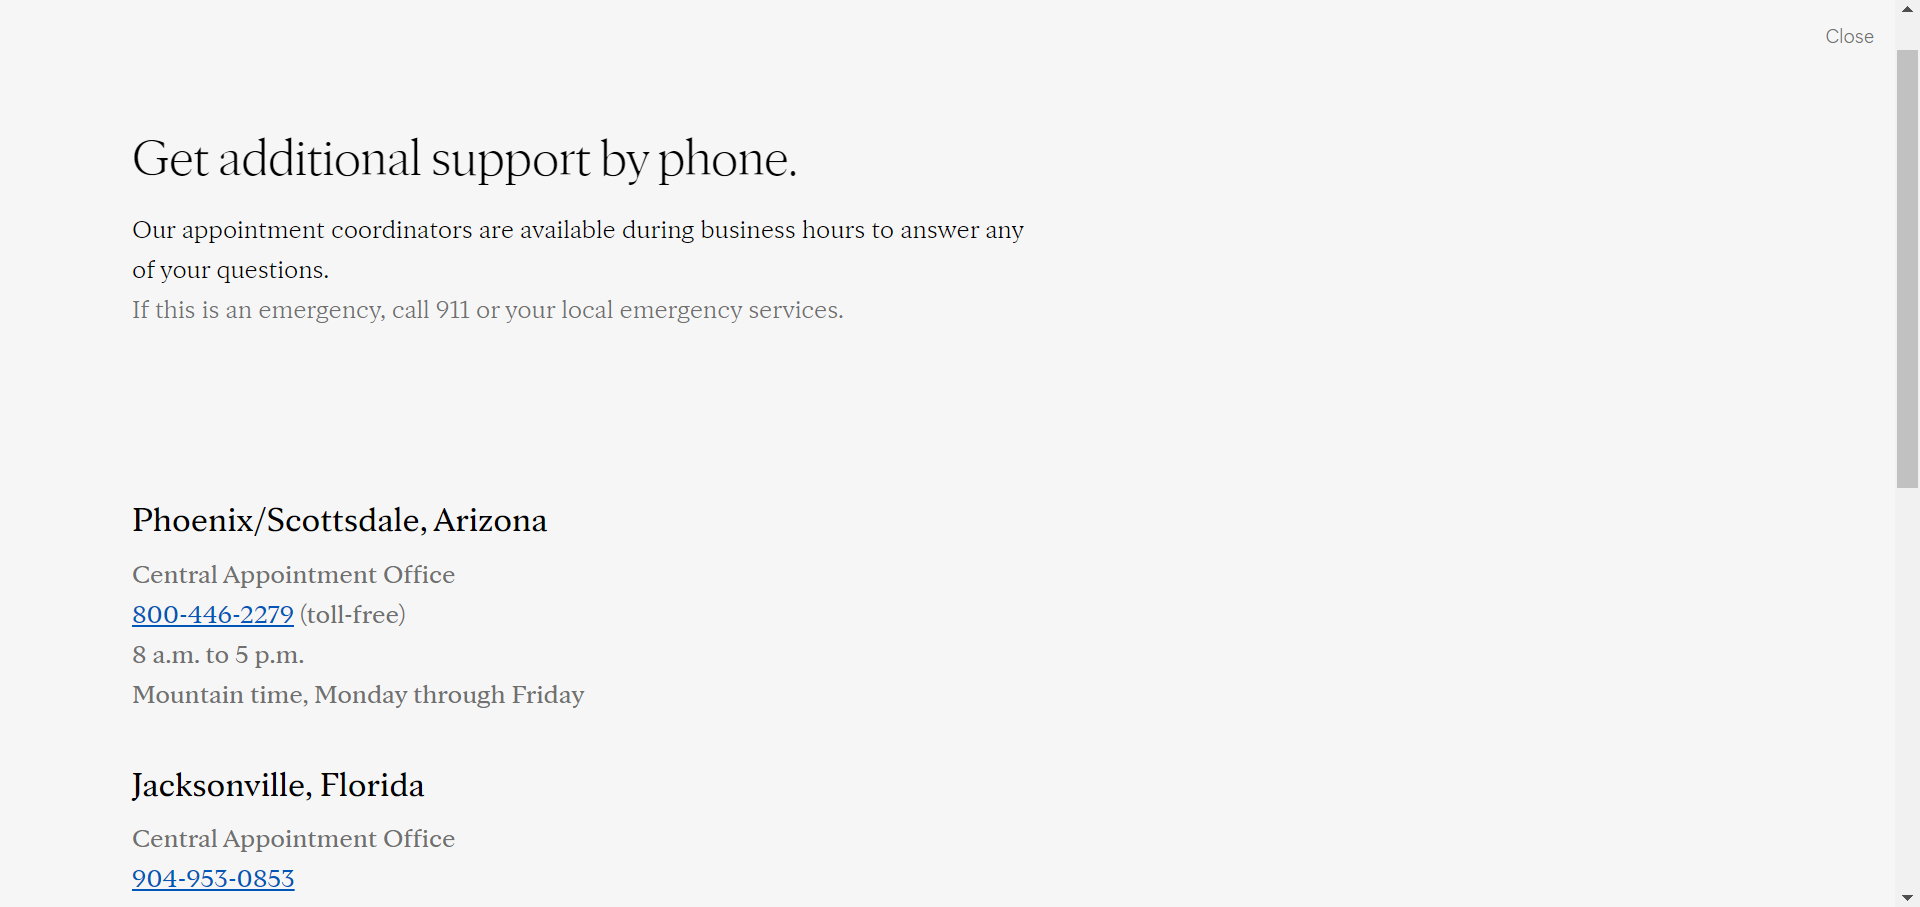 Close
Get additional support by phone.
Our appointment coordinators are available during business hours to answer any
of your questions.
If this is an emergency, call 911 or your local emergency services.
Phoenix/Scottsdale, Arizona
Central Appointment Office
800-446-2279 (toll-free)
8 a.m. to 5 p.m.
Mountain time, Monday through Friday
Jacksonville, Florida
Central Appointment Office
904-953-0853